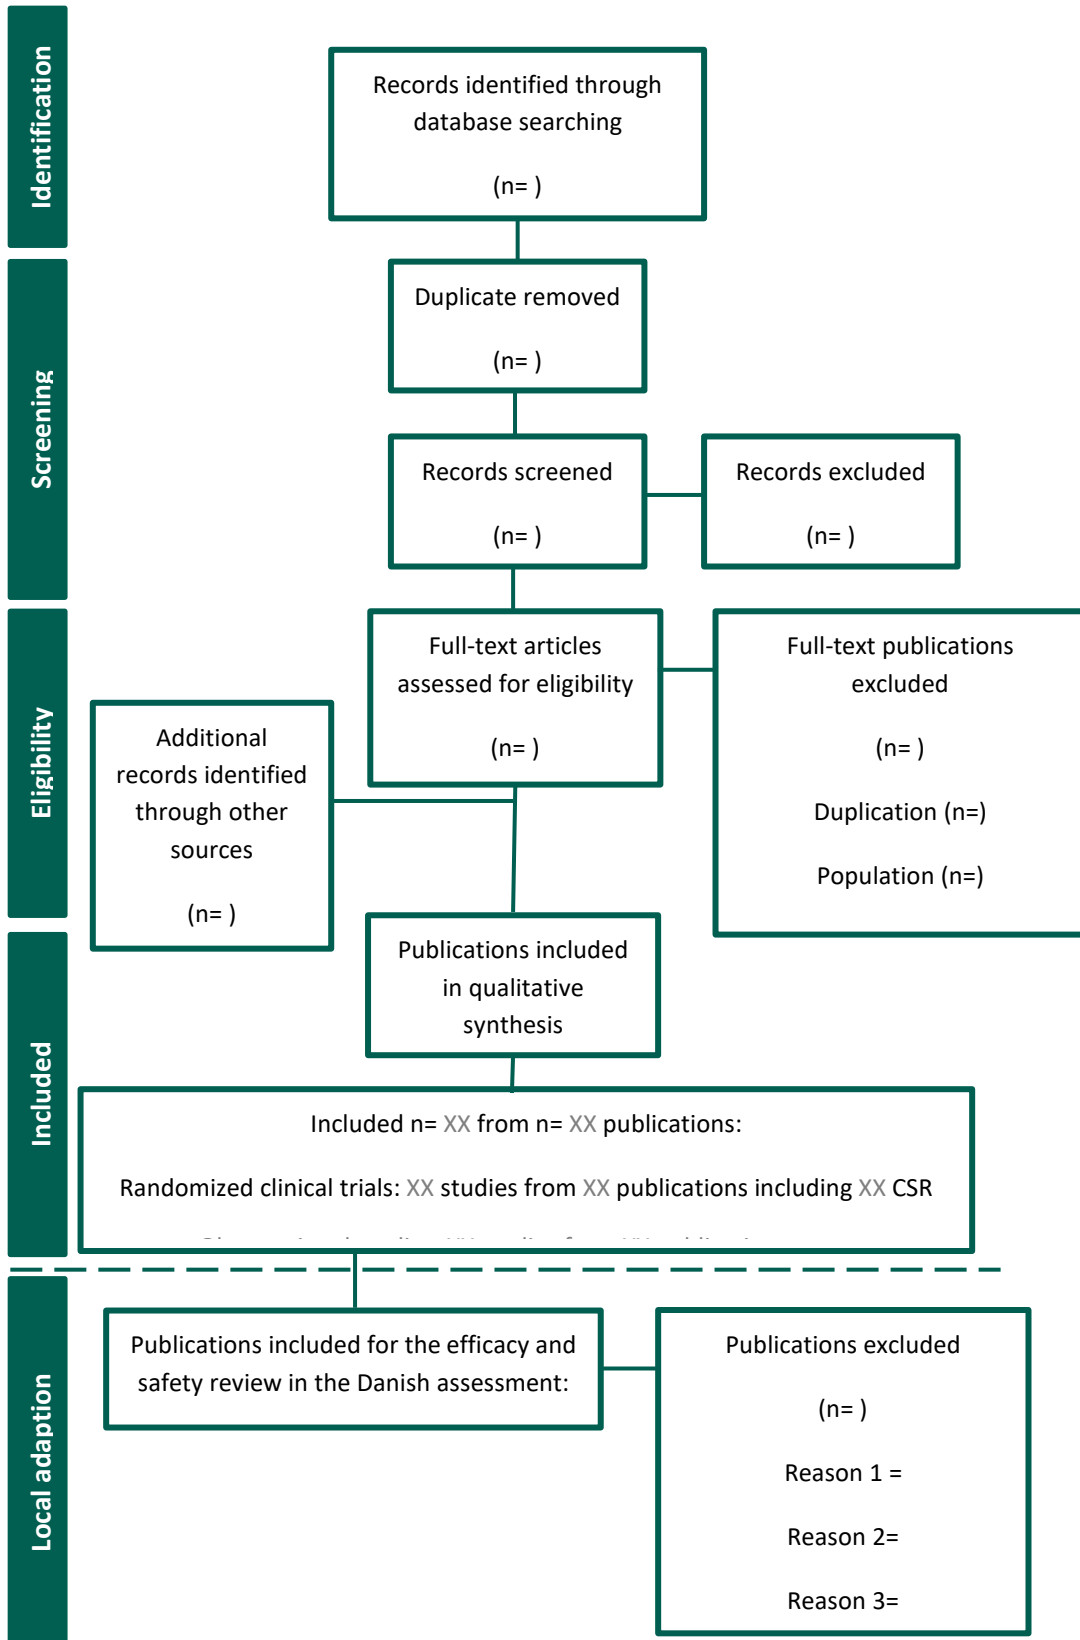 Identification
Records identified through
database searching
(n= )
Screening
Duplicate removed
(n= )
Records screened
(n= )
Records excluded
(n= )
Eligibility
Full-text articles
assessed for eligibility
(n= )
Full-text publications
excluded
(n= )
Duplication (n=)
Population (n=)
Additional
records identified
through other
sources
(n= )
Included
Publications included
in qualitative
synthesis
Included n= XX from n= XX publications:
Randomized clinical trials: XX studies from XX publications including XX CSR
Local adaption
Publications included for the efficacy and
safety review in the Danish assessment:
Publications excluded
(n= )
Reason 1 =
Reason 2=
Reason 3=